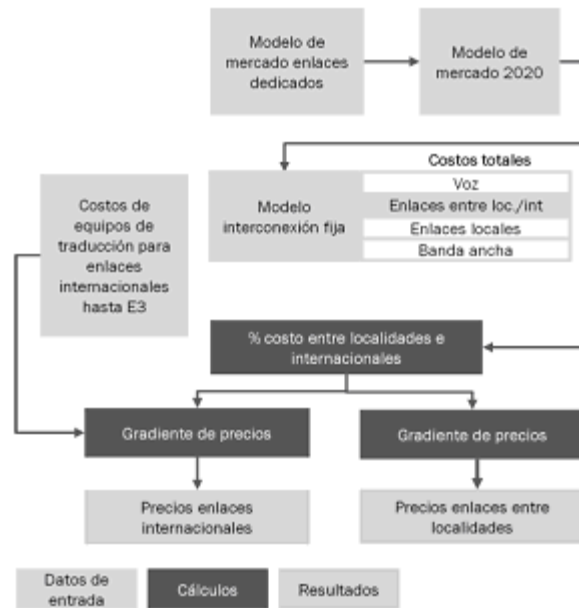 Modelo de
mercado enlaces
dedicados
Modelo de
mercado 2020
Costos de
equipos de
traducción para
enlaces
internacionales
hasta E3
Modelo
interconexión fija
Costos totales
Voz
Enlaces entre loc./int
Enlaces locales
Banda ancha
% costo entre localidades e
internacionales
Gradiente de precios
Gradiente de precios
Precios enlaces
internacionales
Precios enlaces entre
localidades
Datos de
entrada
Cálculos
Resultados